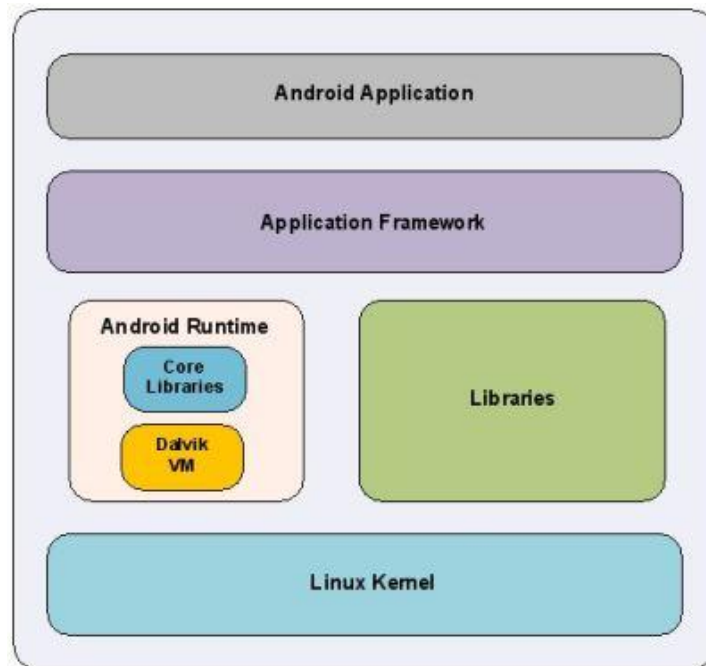 Android Application
Application Framework
Android Runtime
Core
Libraries
Dalvik
VM
Libraries
Linux Kernel